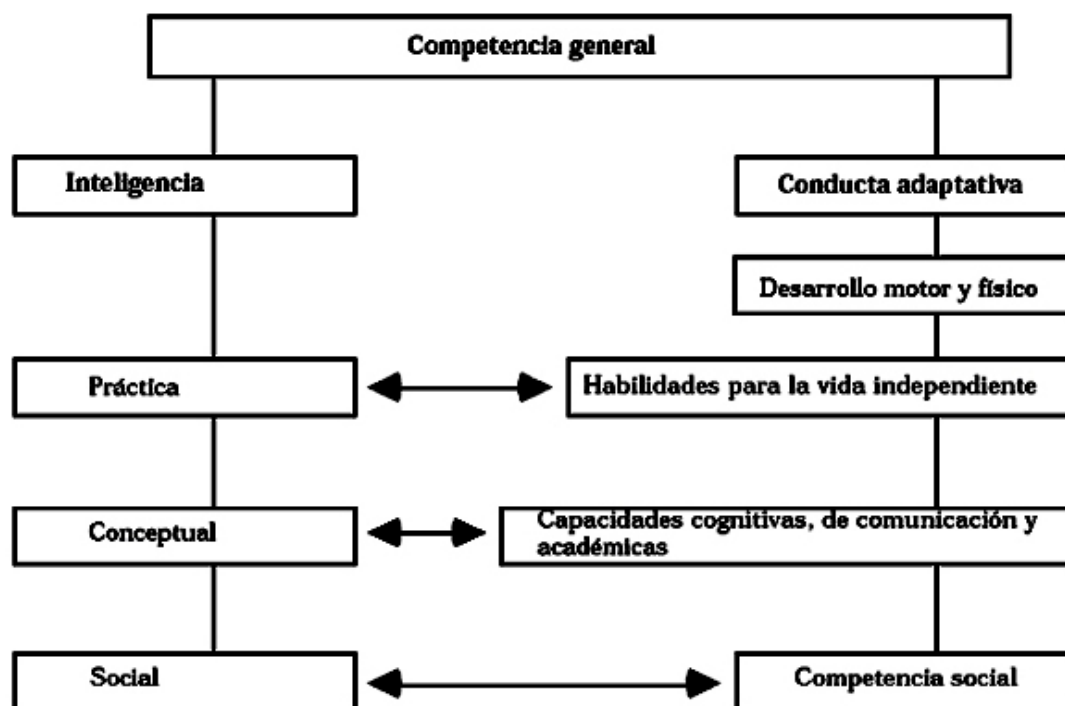 Competencia general
Inteligencia
Conducta adaptativa
Desarrollo motor y físico
Práctica
Habilidades para la vida independiente
Conceptual
Capacidades cognitivas, de comunicación y
académicas
Social
Competencia social